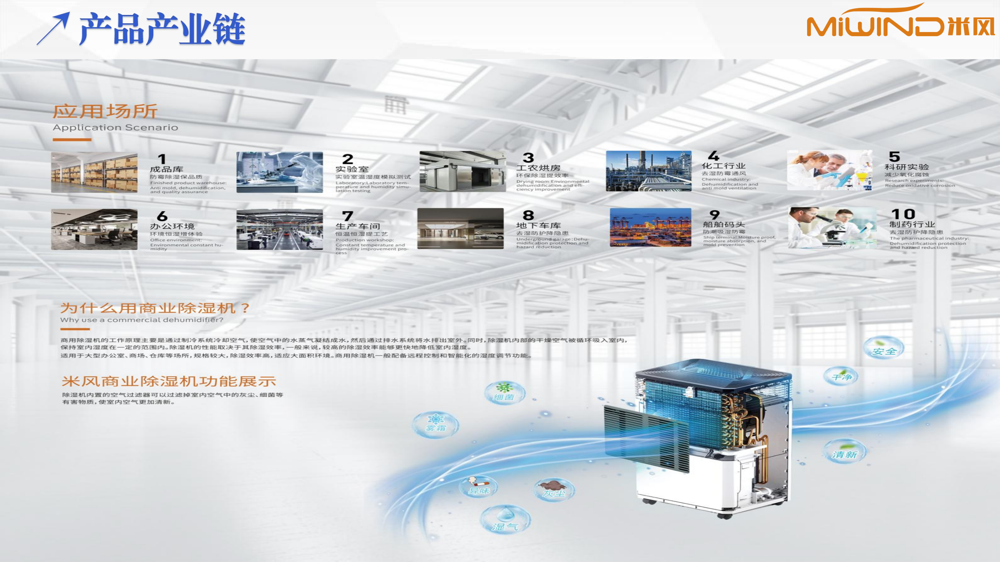 产品产业链
MiWIND米风
应用场所
Application Scenario
1
成品库
防霉除湿保品质
Finished product warehouse:
Anti mold, dehumidification,
and quality assurance
2
实验室
实验室温湿度模拟测试
Laboratory:Laboratory tem-
perature and humidity simu-
lation testing
3
工农烘房
环保除湿提效率
Drying room:Environmental
dehumidification and effi-
ciency improvement
4
化工行业
去湿防霉通风
Chemical industry:
Dehumidification and
anti mold ventilation
5
科研实验
减少氧化腐蚀
Research experiments:
Reduce oxidative corrosion
6
办公环境
环境恒湿增体验
Office environment:
Environmental constant hu-
midity
7
生产车间
恒温恒湿提工艺
Production workshop:
Constant temperature and
humidity improvement pro-
cess
8
地下车库
去湿防护降隐患
Underground garage:Dehu-
midification protection and
hazard reduction
9
船舶码头
防潮吸湿防霉
Ship terminal:Moisture proof,
moisture absorption, and
mold prevention
10
制药行业
去湿防护降隐患
The pharmaceutical industry:
Dehumidification protection
and hazard reduction
为什么用商业除湿机？
Why use a commercial dehumidifier?
商用除湿机的工作原理主要是通过制冷系统冷却空气，使空气中的水蒸气凝结成水，然后通过排水系统将水排出室外。同时，除湿机内部的干燥空气被循环吸入室内，
保持室内湿度在一定的范围内。除湿机的性能取决于其除湿效率，一般来说，较高的除湿效率能够更快地降低室内湿度。
适用于大型办公室、商场、仓库等场所，规格较大，除湿效率高，适应大面积环境。商用除湿机一般配备远程控制和智能化的湿度调节功能。
米风商业除湿机功能展示
除湿机内置的空气过滤器可以过滤掉室内空气中的灰尘、细菌等
有害物质，使室内空气更加清新。
安全
干净
细菌
雾霜
清新
异味
灰尘
湿气